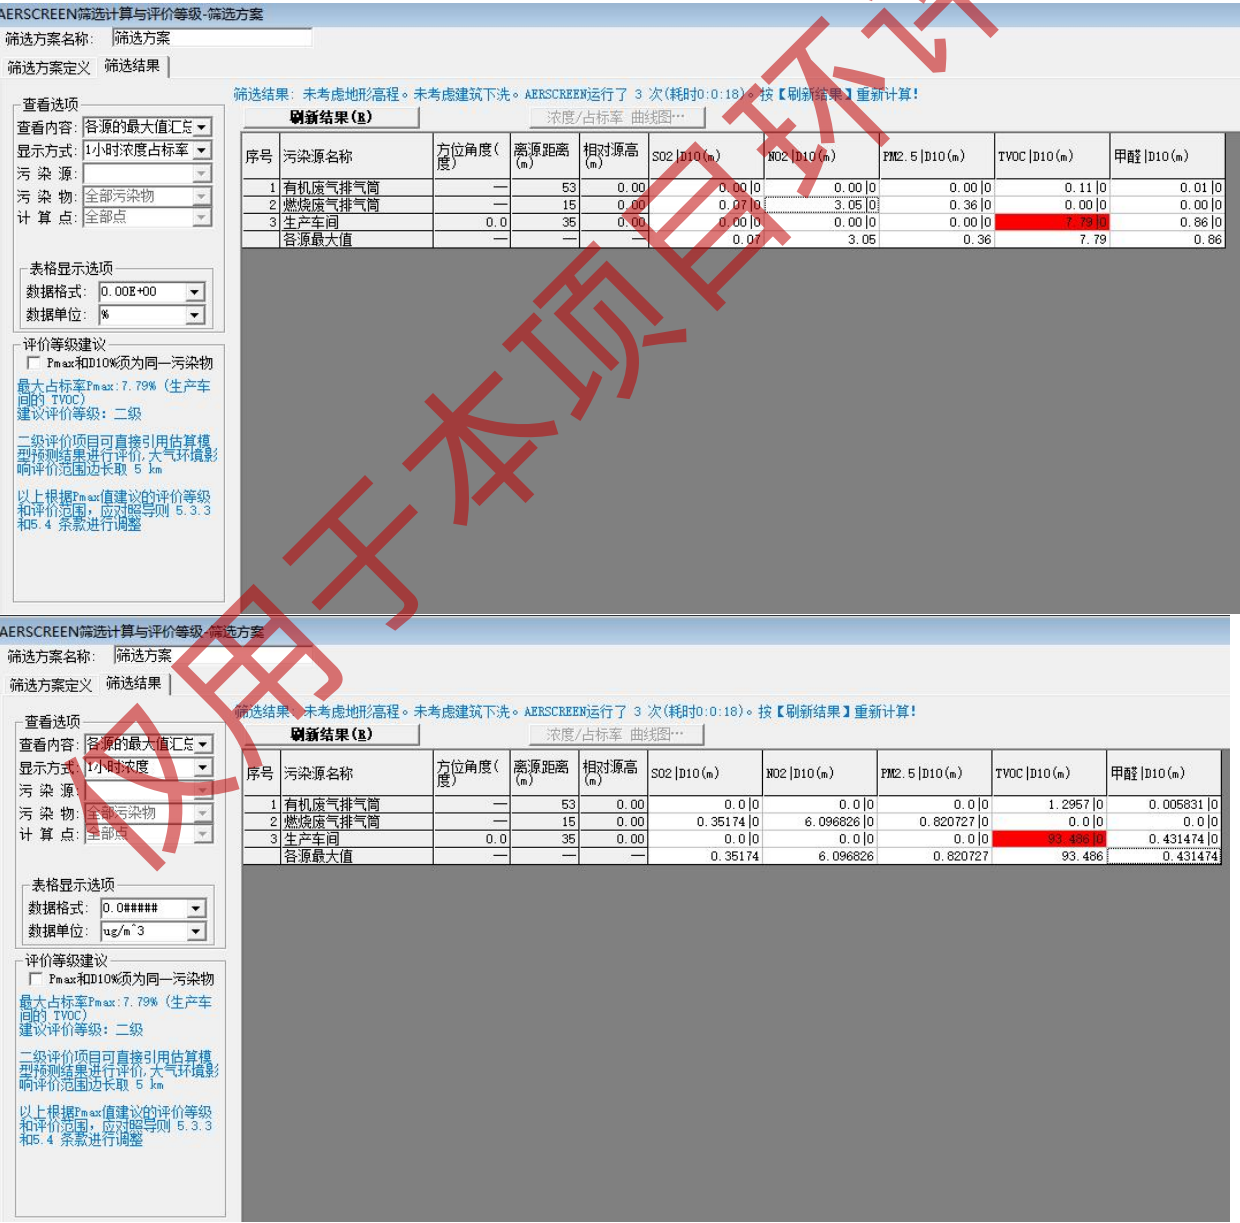 AERSCREEN筛选计算与评价等级-筛选方案
筛选方案名称: 筛选方案
筛选方案定义 筛选结果
筛选结果: 未考虑地形高程。未考虑建筑下洗。AERSCREEN运行了 3 次(耗时0:0:18)。按【刷新结果】重新计算!
刷新结果(R) 浓度/占标率 曲线图…
查看选项
查看内容: 各源的最大值汇总
显示方式: 1小时浓度占标率
污 染 源:
污 染 物: 全部污染物
计 算 点: 全部点
表格显示选项
数据格式: 0.00E+00
数据单位: %
评价等级建议
Pmax和D10%须为同一污染物
最大占标率Pmax:7.79% (生产车
间的 TVOC)
建议评价等级: 二级
二级评价项目可直接引用估算模
型预测结果进行评价,大气环境影
响评价范围边长取 5 km
以上根据Pmax值建议的评价等级
和评价范围, 应对照导则 5.3.3
和5.4 条款进行调整
序号 污染源名称 方位角度(度) 离源距离(m) 相对源高(m) SO2|D10(m) NO2|D10(m) PM2.5|D10(m) TVOC|D10(m) 甲醛|D10(m)
1 有机废气排气筒 — 53 0.00 0.00|0 0.00|0 0.00|0 0.11|0 0.01|0
2 燃烧废气排气筒 — 15 0.00 0.07|0 3.05|0 0.36|0 0.00|0 0.00|0
3 生产车间 0.0 35 0.00 0.00|0 0.00|0 0.00|0 7.79|0 0.86|0
各源最大值 — — — 0.07 3.05 0.36 7.79 0.86
AERSCREEN筛选计算与评价等级-筛选方案
筛选方案名称: 筛选方案
筛选方案定义 筛选结果
筛选结果: 未考虑地形高程。未考虑建筑下洗。AERSCREEN运行了 3 次(耗时0:0:18)。按【刷新结果】重新计算!
刷新结果(R) 浓度/占标率 曲线图…
查看选项
查看内容: 各源的最大值汇总
显示方式: 1小时浓度
污 染 源:
污 染 物: 全部污染物
计 算 点: 全部点
表格显示选项
数据格式: 0.0#####
数据单位: ug/m^3
评价等级建议
Pmax和D10%须为同一污染物
最大占标率Pmax:7.79% (生产车
间的 TVOC)
建议评价等级: 二级
二级评价项目可直接引用估算模
型预测结果进行评价,大气环境影
响评价范围边长取 5 km
以上根据Pmax值建议的评价等级
和评价范围, 应对照导则 5.3.3
和5.4 条款进行调整
序号 污染源名称 方位角度(度) 离源距离(m) 相对源高(m) SO2|D10(m) NO2|D10(m) PM2.5|D10(m) TVOC|D10(m) 甲醛|D10(m)
1 有机废气排气筒 — 53 0.00 0.0|0 0.0|0 0.0|0 1.2957|0 0.005831|0
2 燃烧废气排气筒 — 15 0.00 0.35174|0 6.096826|0 0.820727|0 0.0|0 0.0|0
3 生产车间 0.0 35 0.00 0.0|0 0.0|0 0.0|0 93.486|0 0.431474|0
各源最大值 — — — 0.35174 6.096826 0.820727 93.486 0.431474
仅用于本项目环评